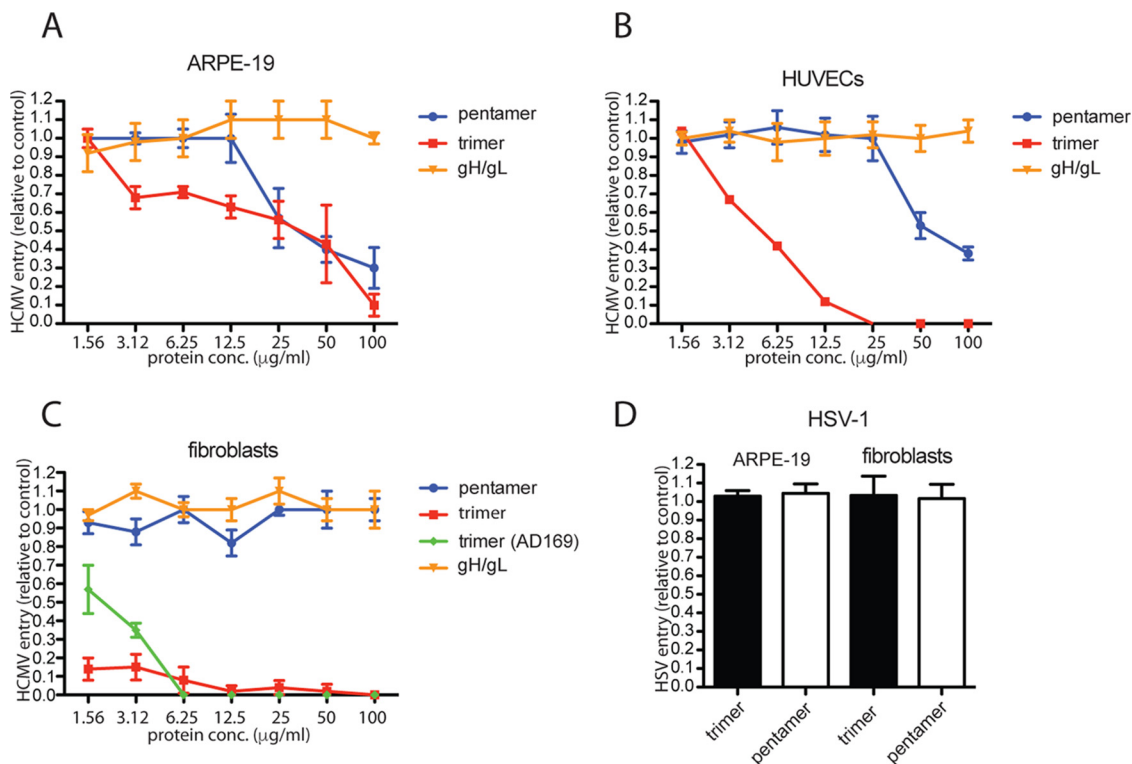 A
ARPE-19
HCMV entry (relative to control)
1.2
1.1
1.0
0.9
0.8
0.7
0.6
0.5
0.4
0.3
0.2
0.1
0.0
1.56 3.12 6.25 12.5 25 50 100
protein conc. (μg/ml)
pentamer
trimer
gH/gL
B
HUVECs
HCMV entry (relative to control)
1.2
1.1
1.0
0.9
0.8
0.7
0.6
0.5
0.4
0.3
0.2
0.1
0.0
1.56 3.12 6.25 12.5 25 50 100
protein conc. (μg/ml)
pentamer
trimer
gH/gL
C
fibroblasts
HCMV entry (relative to control)
1.2
1.1
1.0
0.9
0.8
0.7
0.6
0.5
0.4
0.3
0.2
0.1
0.0
1.56 3.12 6.25 12.5 25 50 100
protein conc. (μg/ml)
pentamer
trimer
trimer (AD169)
gH/gL
D
HSV-1
ARPE-19 fibroblasts
HSV entry (relative to control)
1.2
1.1
1.0
0.9
0.8
0.7
0.6
0.5
0.4
0.3
0.2
0.1
0.0
trimer pentamer trimer pentamer